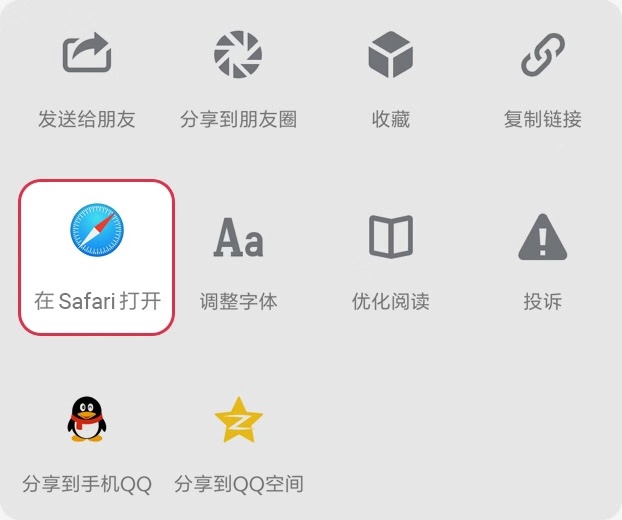 发送给朋友
分享到朋友圈
收藏
复制链接
在 Safari 打开
Aa
调整字体
优化阅读
投诉
分享到手机QQ
分享到QQ空间